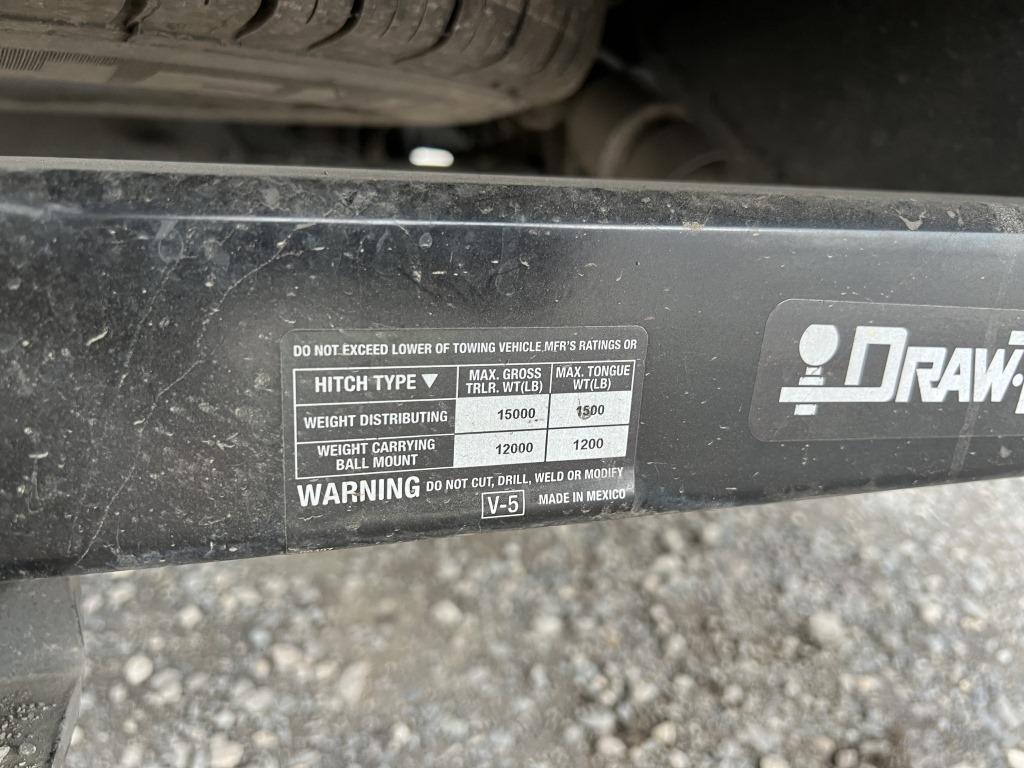 DO NOT EXCEED LOWER OF TOWING VEHICLE MFR'S RATINGS OR
HITCH TYPE ▼ MAX. GROSS TRLR. WT(LB) MAX. TONGUE WT(LB)
WEIGHT DISTRIBUTING 15000 1500
WEIGHT CARRYING BALL MOUNT 12000 1200
WARNING DO NOT CUT, DRILL, WELD OR MODIFY
V-5 MADE IN MEXICO
DRAW-